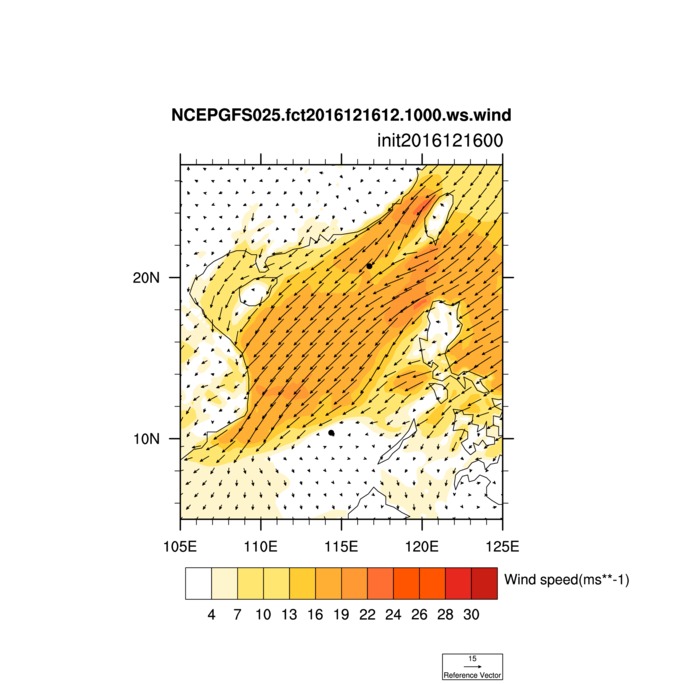 NCEPGFS025.fct2016121612.1000.ws.wind
init2016121600
20N
10N
105E 110E 115E 120E 125E
Wind speed(ms**-1)
4 7 10 13 16 19 22 24 26 28 30
15
Reference Vector